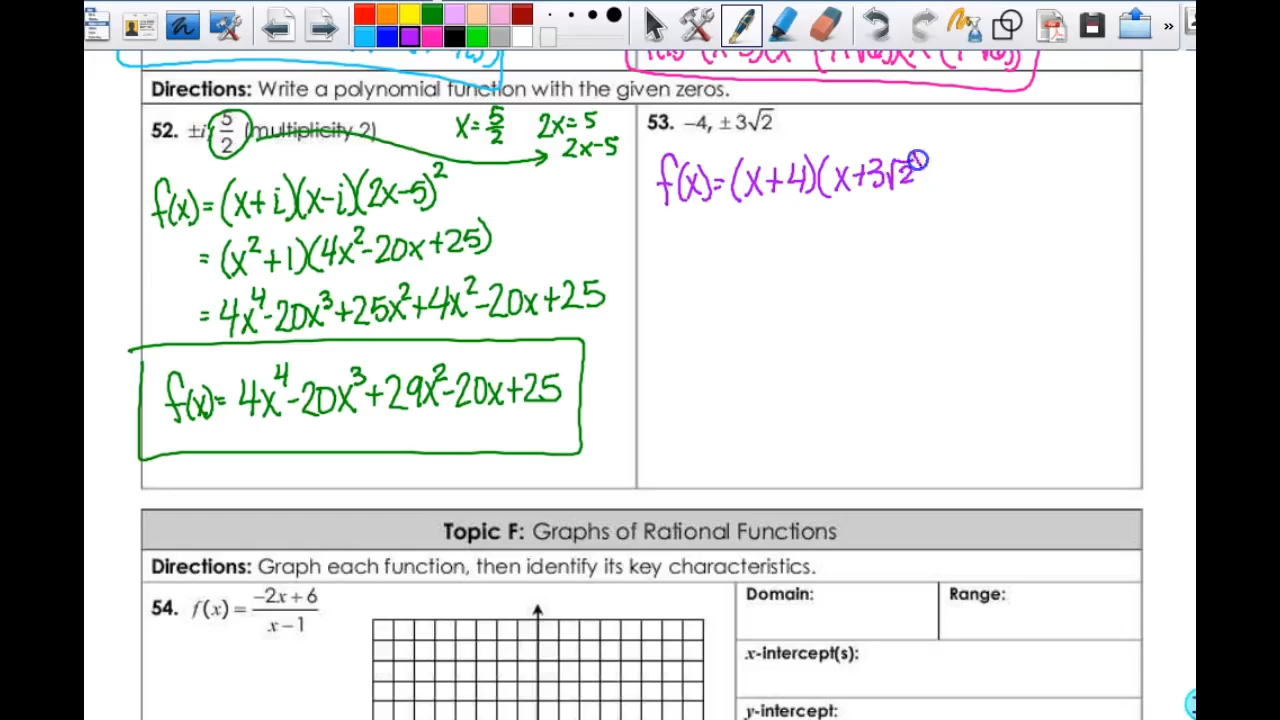 Directions: Write a polynomial function with the given zeros.
52. ±i, 5/2 (multiplicity 2)
x = 5/2 2x = 5
2x-5
f(x) = (x+i)(x-i)(2x-5)²
= (x²+1)(4x²-20x+25)
= 4x⁴-20x³+25x²+4x²-20x+25
f(x) = 4x⁴-20x³+29x²-20x+25
53. −4, ±3√2
f(x) = (x+4)(x+3√2
Topic F: Graphs of Rational Functions
Directions: Graph each function, then identify its key characteristics.
54. f(x) = (−2x+6)/(x−1)
Domain:
Range:
x-intercept(s):
y-intercept: